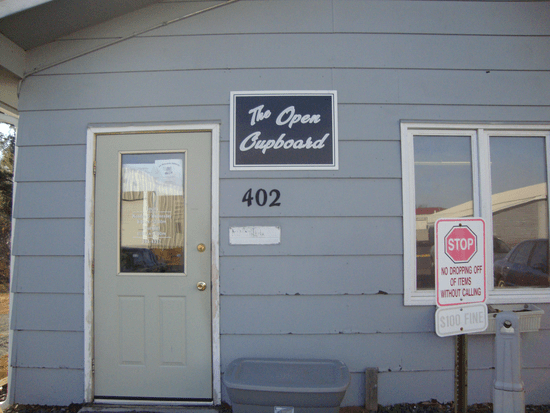 The Open
Cupboard
402
STOP
NO DROPPING OFF
OF ITEMS
WITHOUT CALLING
$100 FINE